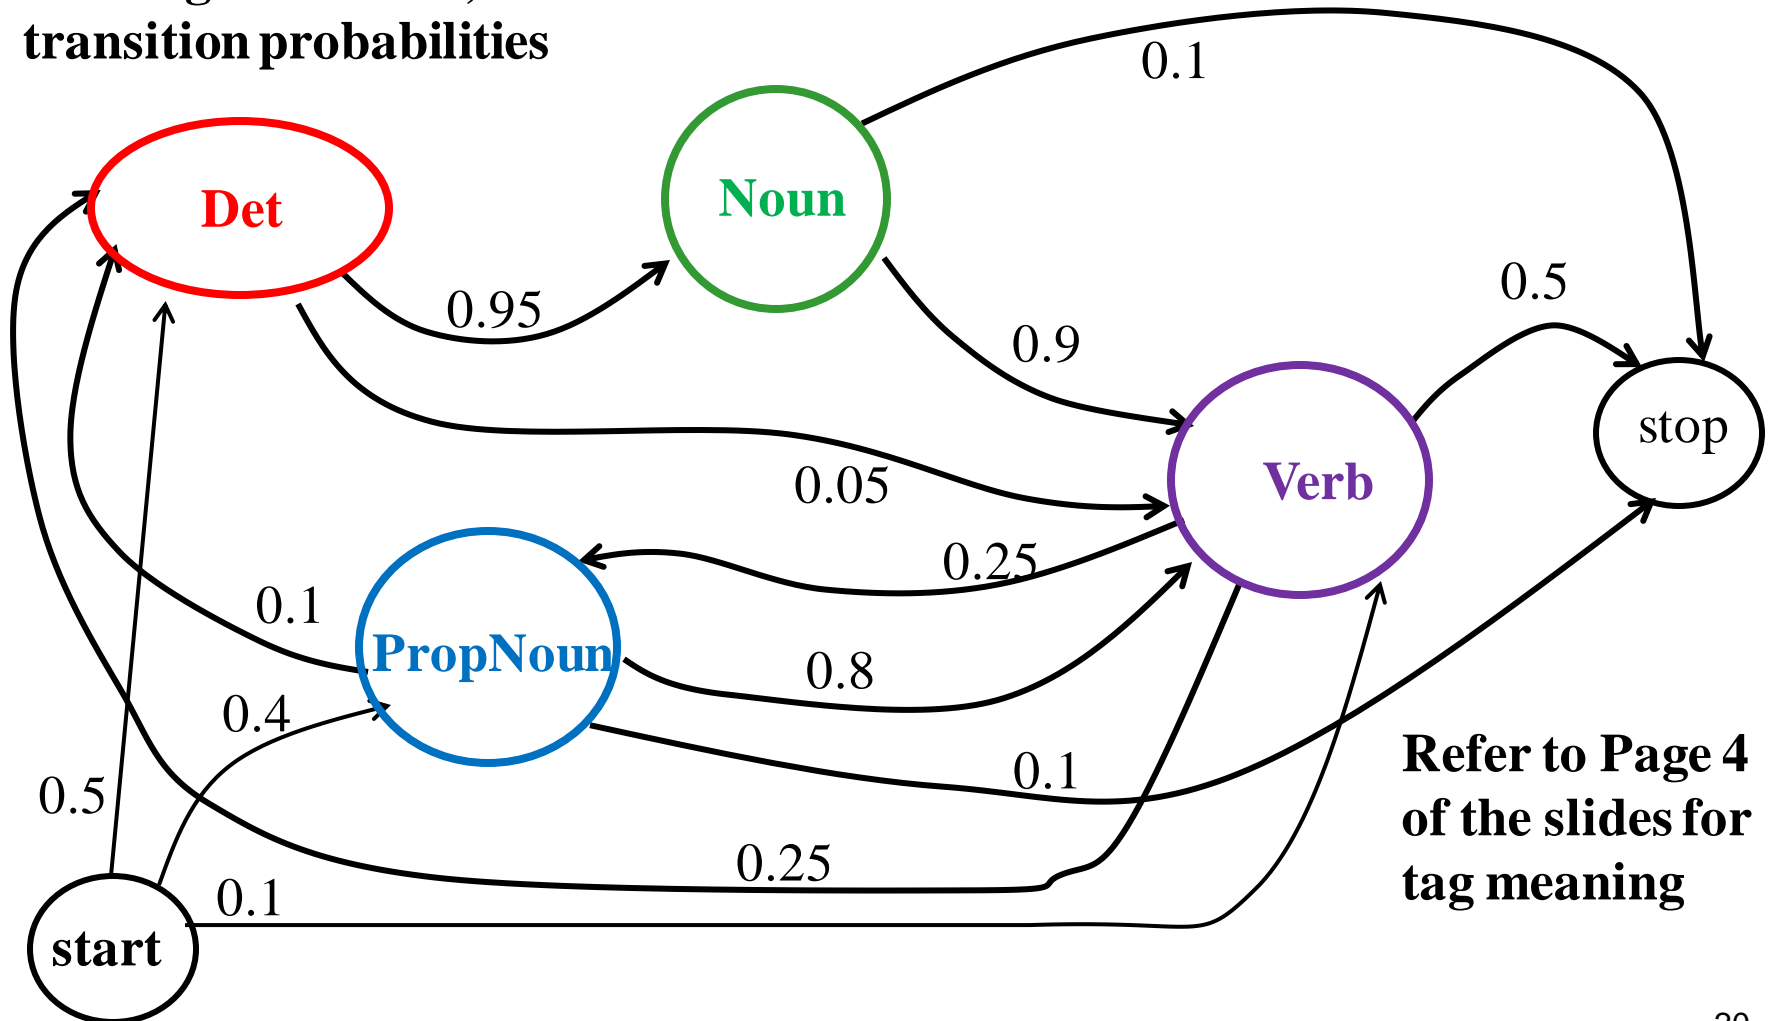 transition probabilities
0.1
Det
Noun
0.5
0.95
0.9
stop
Verb
0.05
0.25
0.1
PropNoun
0.8
0.4
0.1
Refer to Page 4
of the slides for
tag meaning
0.5
0.25
0.1
start